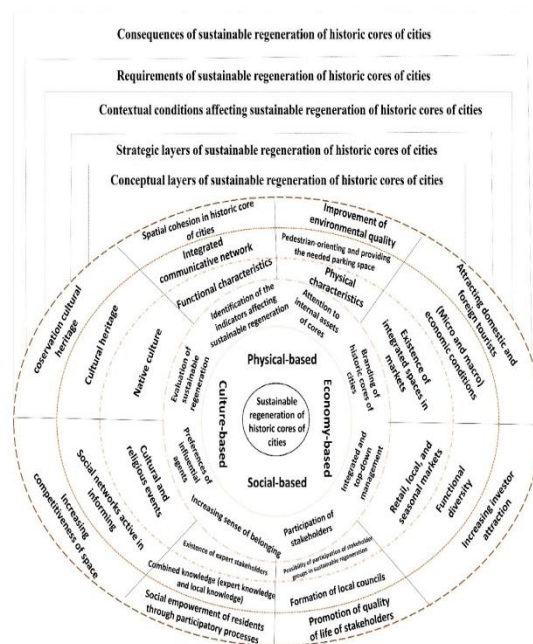 Consequences of sustainable regeneration of historic cores of cities
Requirements of sustainable regeneration of historic cores of cities
Contextual conditions affecting sustainable regeneration of historic cores of cities
Strategic layers of sustainable regeneration of historic cores of cities
Conceptual layers of sustainable regeneration of historic cores of cities
Spatial cohesion in historic core
of cities
Improvement of
environmental quality
Attracting domestic and
foreign tourists
Increasing investor
attraction
Promotion of quality
of life of stakeholders
Social empowerment of residents
through participatory processes
Increasing
competitiveness of space
coservation cultural
heritage
Integrated
communicative network
Pedestrian-orienting and providing
the needed parking space
(Micro and macro)
economic conditions
Functional
diversity
Formation of local councils
Combined knowledge (expert knowledge
and local knowledge)
Social networks active in
informing
Cultural heritage
Functional characteristics
Physical
characteristics
Existence of
integrated spaces in
markets
Retail, local, and
seasonal markets
Possibility of participation of stakeholder
groups in sustainable regeneration
Existence of expert stakeholders
Cultural and
religious events
Native culture
Identification of the
indicators affecting
sustainable regeneration
Attention to
internal assets
of cores
Branding of
historic cores of
cities
Integrated and
top-down
management
Participation of
stakeholders
Increasing sense of belonging
Preferences of
influential
agents
Evaluation of
sustainable
regeneration
Physical-based
Economy-based
Social-based
Culture-based
Sustainable
regeneration of
historic cores of
cities